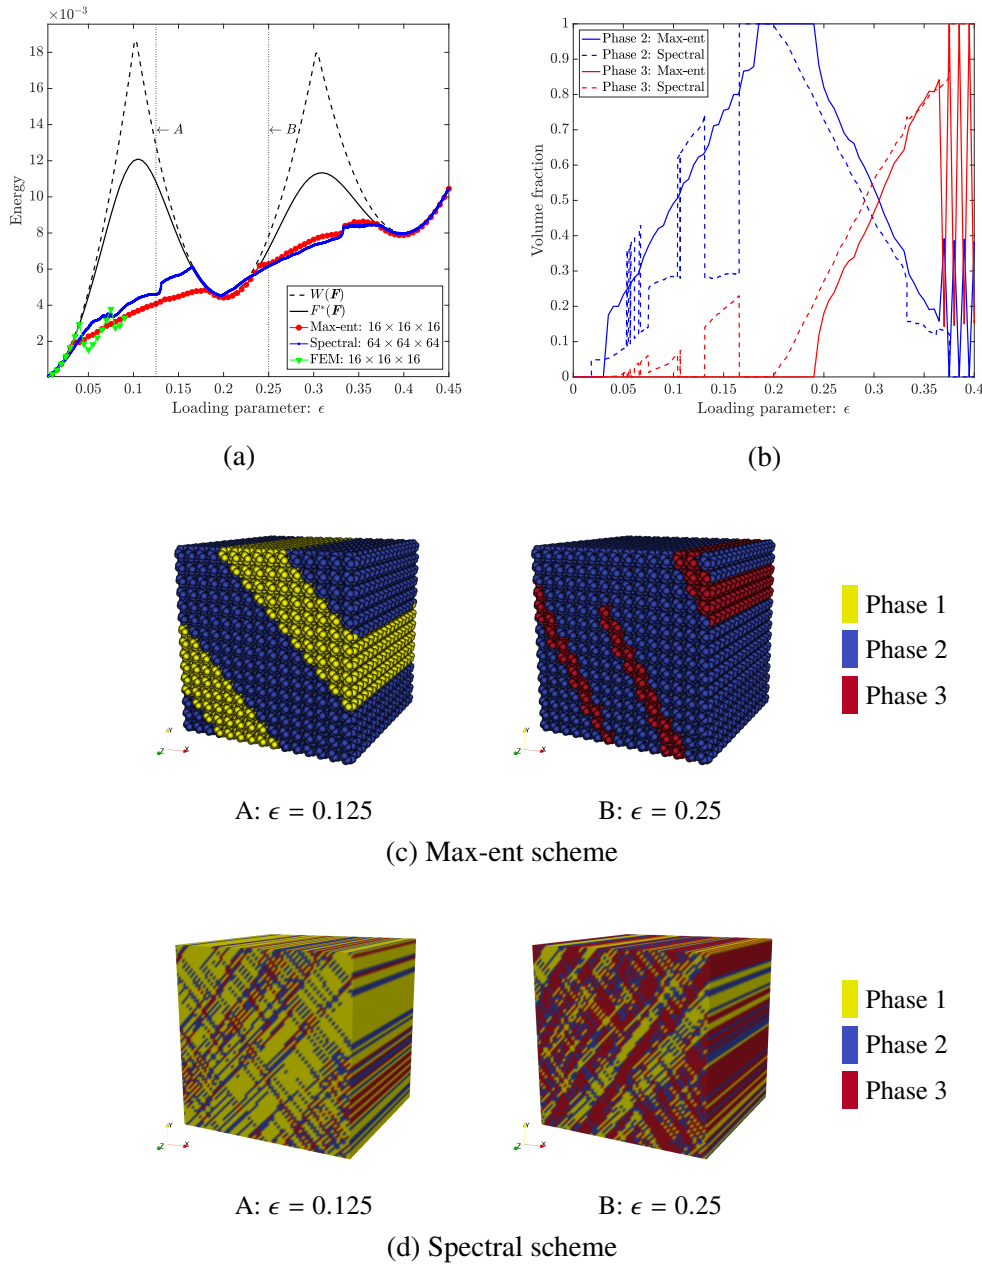 ×10⁻³
18
16
14
12
10
8
6
4
2
Energy
← A
← B
W(F)
F*(F)
Max-ent: 16 × 16 × 16
Spectral: 64 × 64 × 64
FEM: 16 × 16 × 16
0.05 0.1 0.15 0.2 0.25 0.3 0.35 0.4 0.45
Loading parameter: ϵ
(a)
1
0.9
0.8
0.7
0.6
0.5
0.4
0.3
0.2
0.1
0
Volume fraction
Phase 2: Max-ent
Phase 2: Spectral
Phase 3: Max-ent
Phase 3: Spectral
0 0.05 0.1 0.15 0.2 0.25 0.3 0.35 0.4
Loading parameter: ϵ
(b)
Y
Z X
Y
Z X
Phase 1
Phase 2
Phase 3
A: ϵ = 0.125
B: ϵ = 0.25
(c) Max-ent scheme
Y
Z X
Y
Z X
Phase 1
Phase 2
Phase 3
A: ϵ = 0.125
B: ϵ = 0.25
(d) Spectral scheme